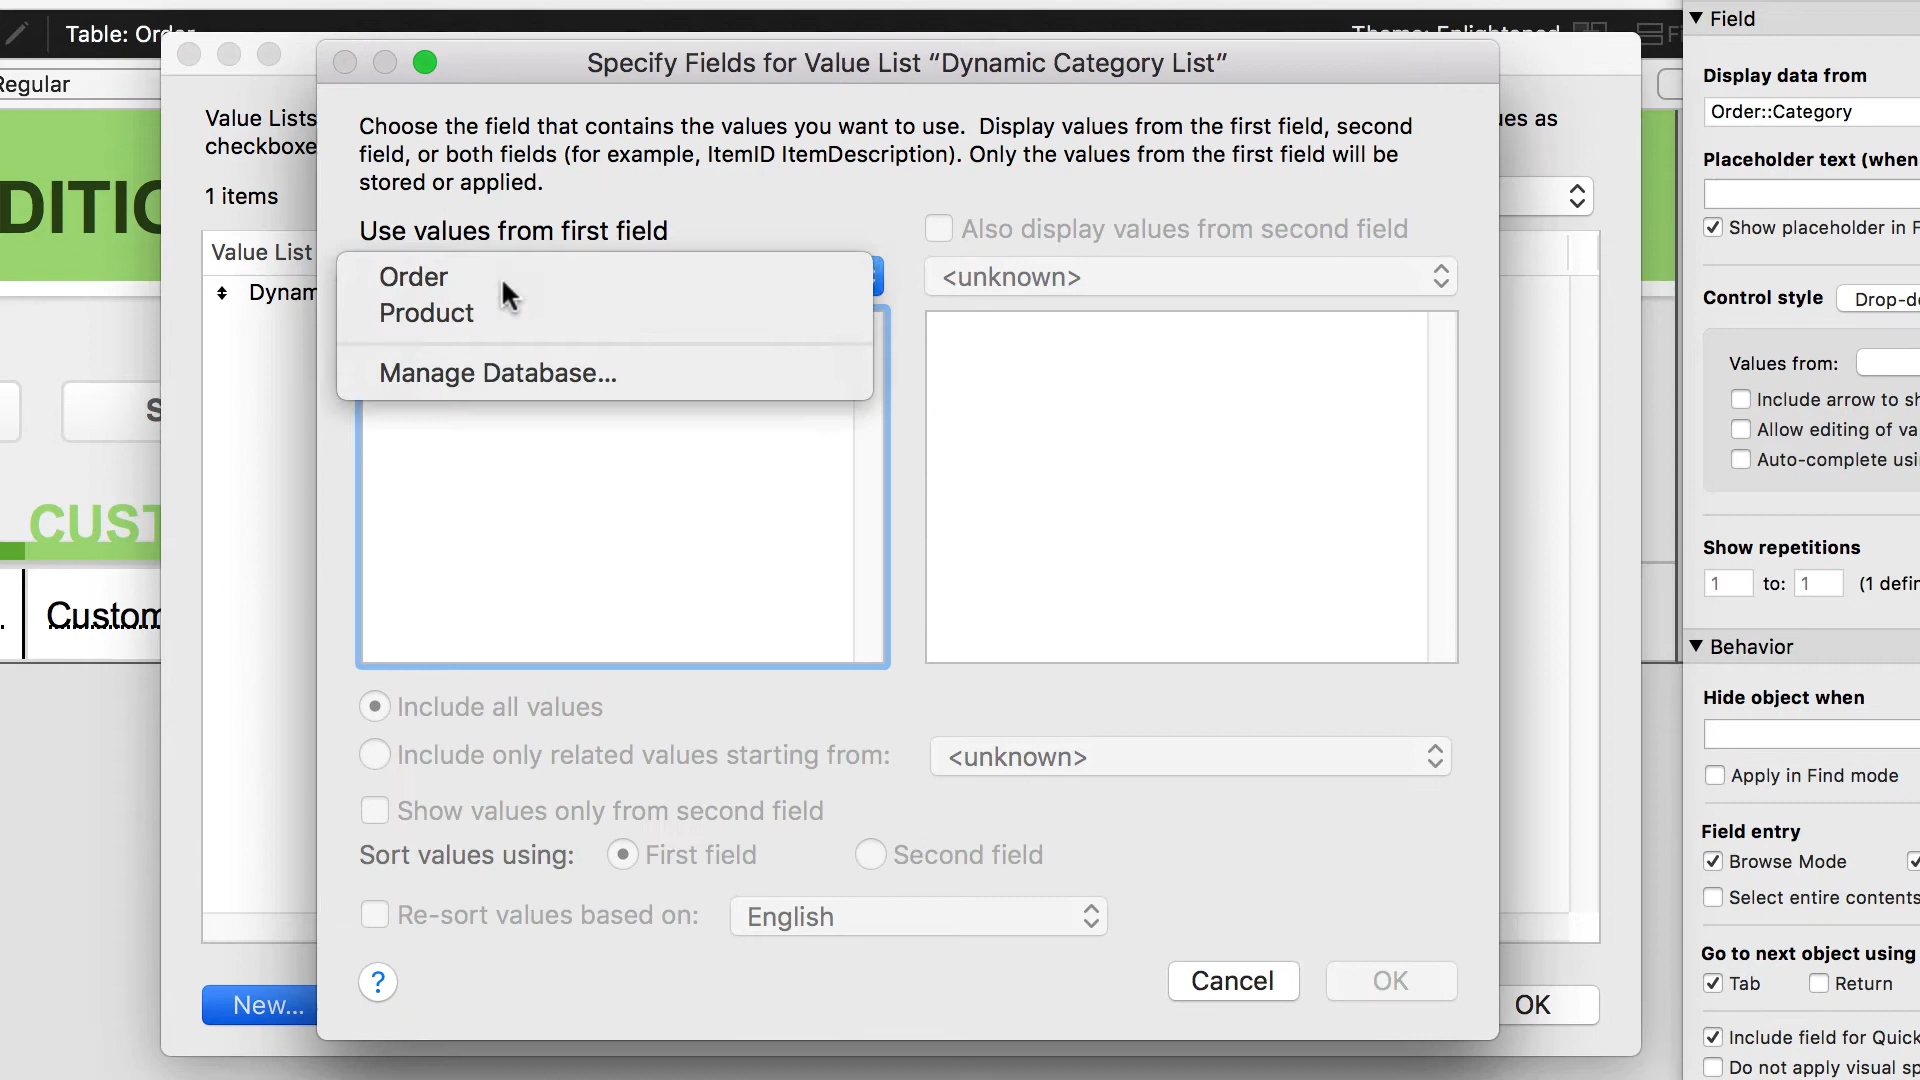 Table: Order
Theme: Enlightened
Regular
DITIO
S
CUST
Custom
Value Lists
checkboxe
ues as
1 items
Value List
Dynam
New...
OK
Specify Fields for Value List “Dynamic Category List”
Choose the field that contains the values you want to use. Display values from the first field, second
field, or both fields (for example, ItemID ItemDescription). Only the values from the first field will be
stored or applied.
Use values from first field
Also display values from second field
Order
Product
Manage Database...
<unknown>
Include all values
Include only related values starting from:
<unknown>
Show values only from second field
Sort values using:
First field
Second field
Re-sort values based on:
English
?
Cancel
OK
Field
Display data from
Order::Category
Placeholder text (when
Show placeholder in F
Control style
Drop-do
Values from:
Include arrow to sh
Allow editing of va
Auto-complete usi
Show repetitions
1 to: 1 (1 defin
Behavior
Hide object when
Apply in Find mode
Field entry
Browse Mode
Select entire contents
Go to next object using
Tab
Return
Include field for Quick
Do not apply visual sp